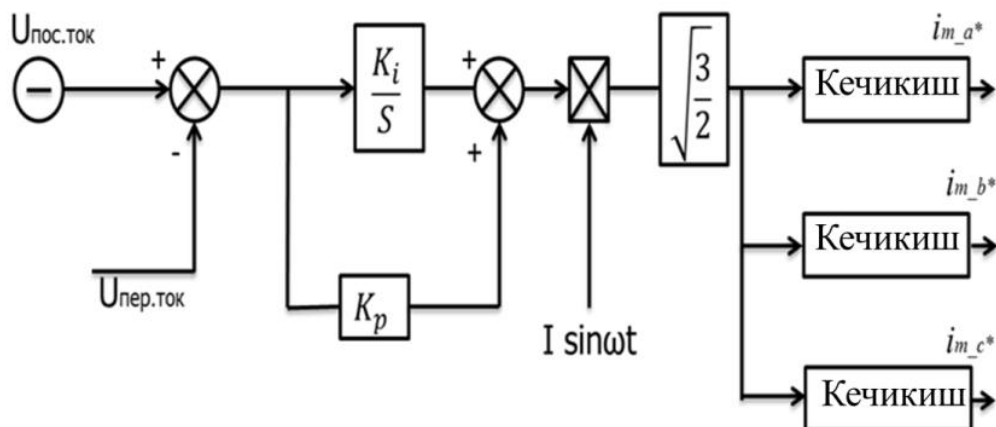 Uпос.ток
+
-
Uпер.ток
Ki
S
Kp
+
+
I sinωt
√3
2
im_a*
Кечикиш
im_b*
Кечикиш
im_c*
Кечикиш